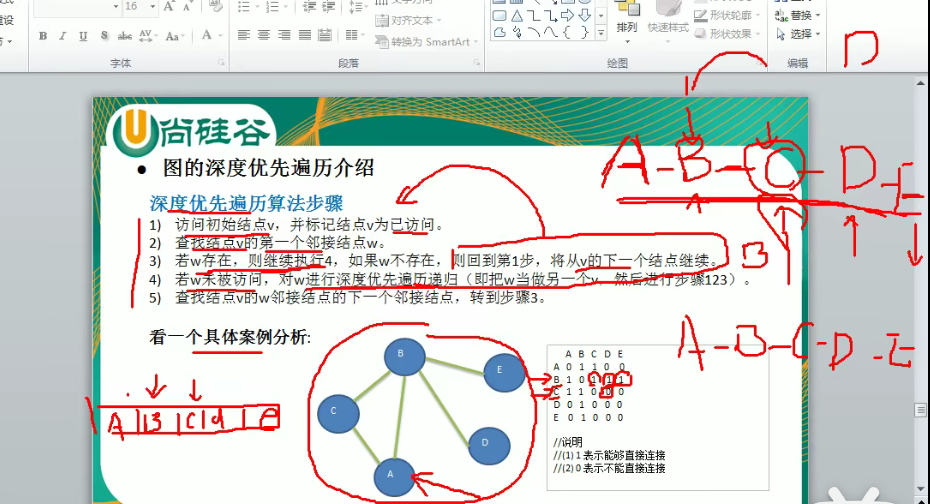 16
A
A
文字方向
对齐文本
转换为 SmartArt
B I U S abc AV Aa A
排列
快速样式
形状轮廓
形状效果
替换
选择
字体
段落
绘图
编辑
D
尚硅谷
A-B-C-D-E
图的深度优先遍历介绍
深度优先遍历算法步骤
1) 访问初始结点v，并标记结点v为已访问。
2) 查找结点v的第一个邻接结点w。
3) 若w存在，则继续执行4，如果w不存在，则回到第1步，将从v的下一个结点继续。
B
4) 若w未被访问，对w进行深度优先遍历递归（即把w当做另一个v，然后进行步骤123）。
5) 查找结点v的w邻接结点的下一个邻接结点，转到步骤3。
A-B-C-D-E
看一个具体案例分析:
B
E
C
D
A
A B C D E
A 0 1 1 0 0
B 1 0 1 1 1
C 1 1 0 0 0
D 0 1 0 0 0
E 0 1 0 0 0
//说明
//(1) 1 表示能够直接连接
//(2) 0 表示不能直接连接
A B C d e